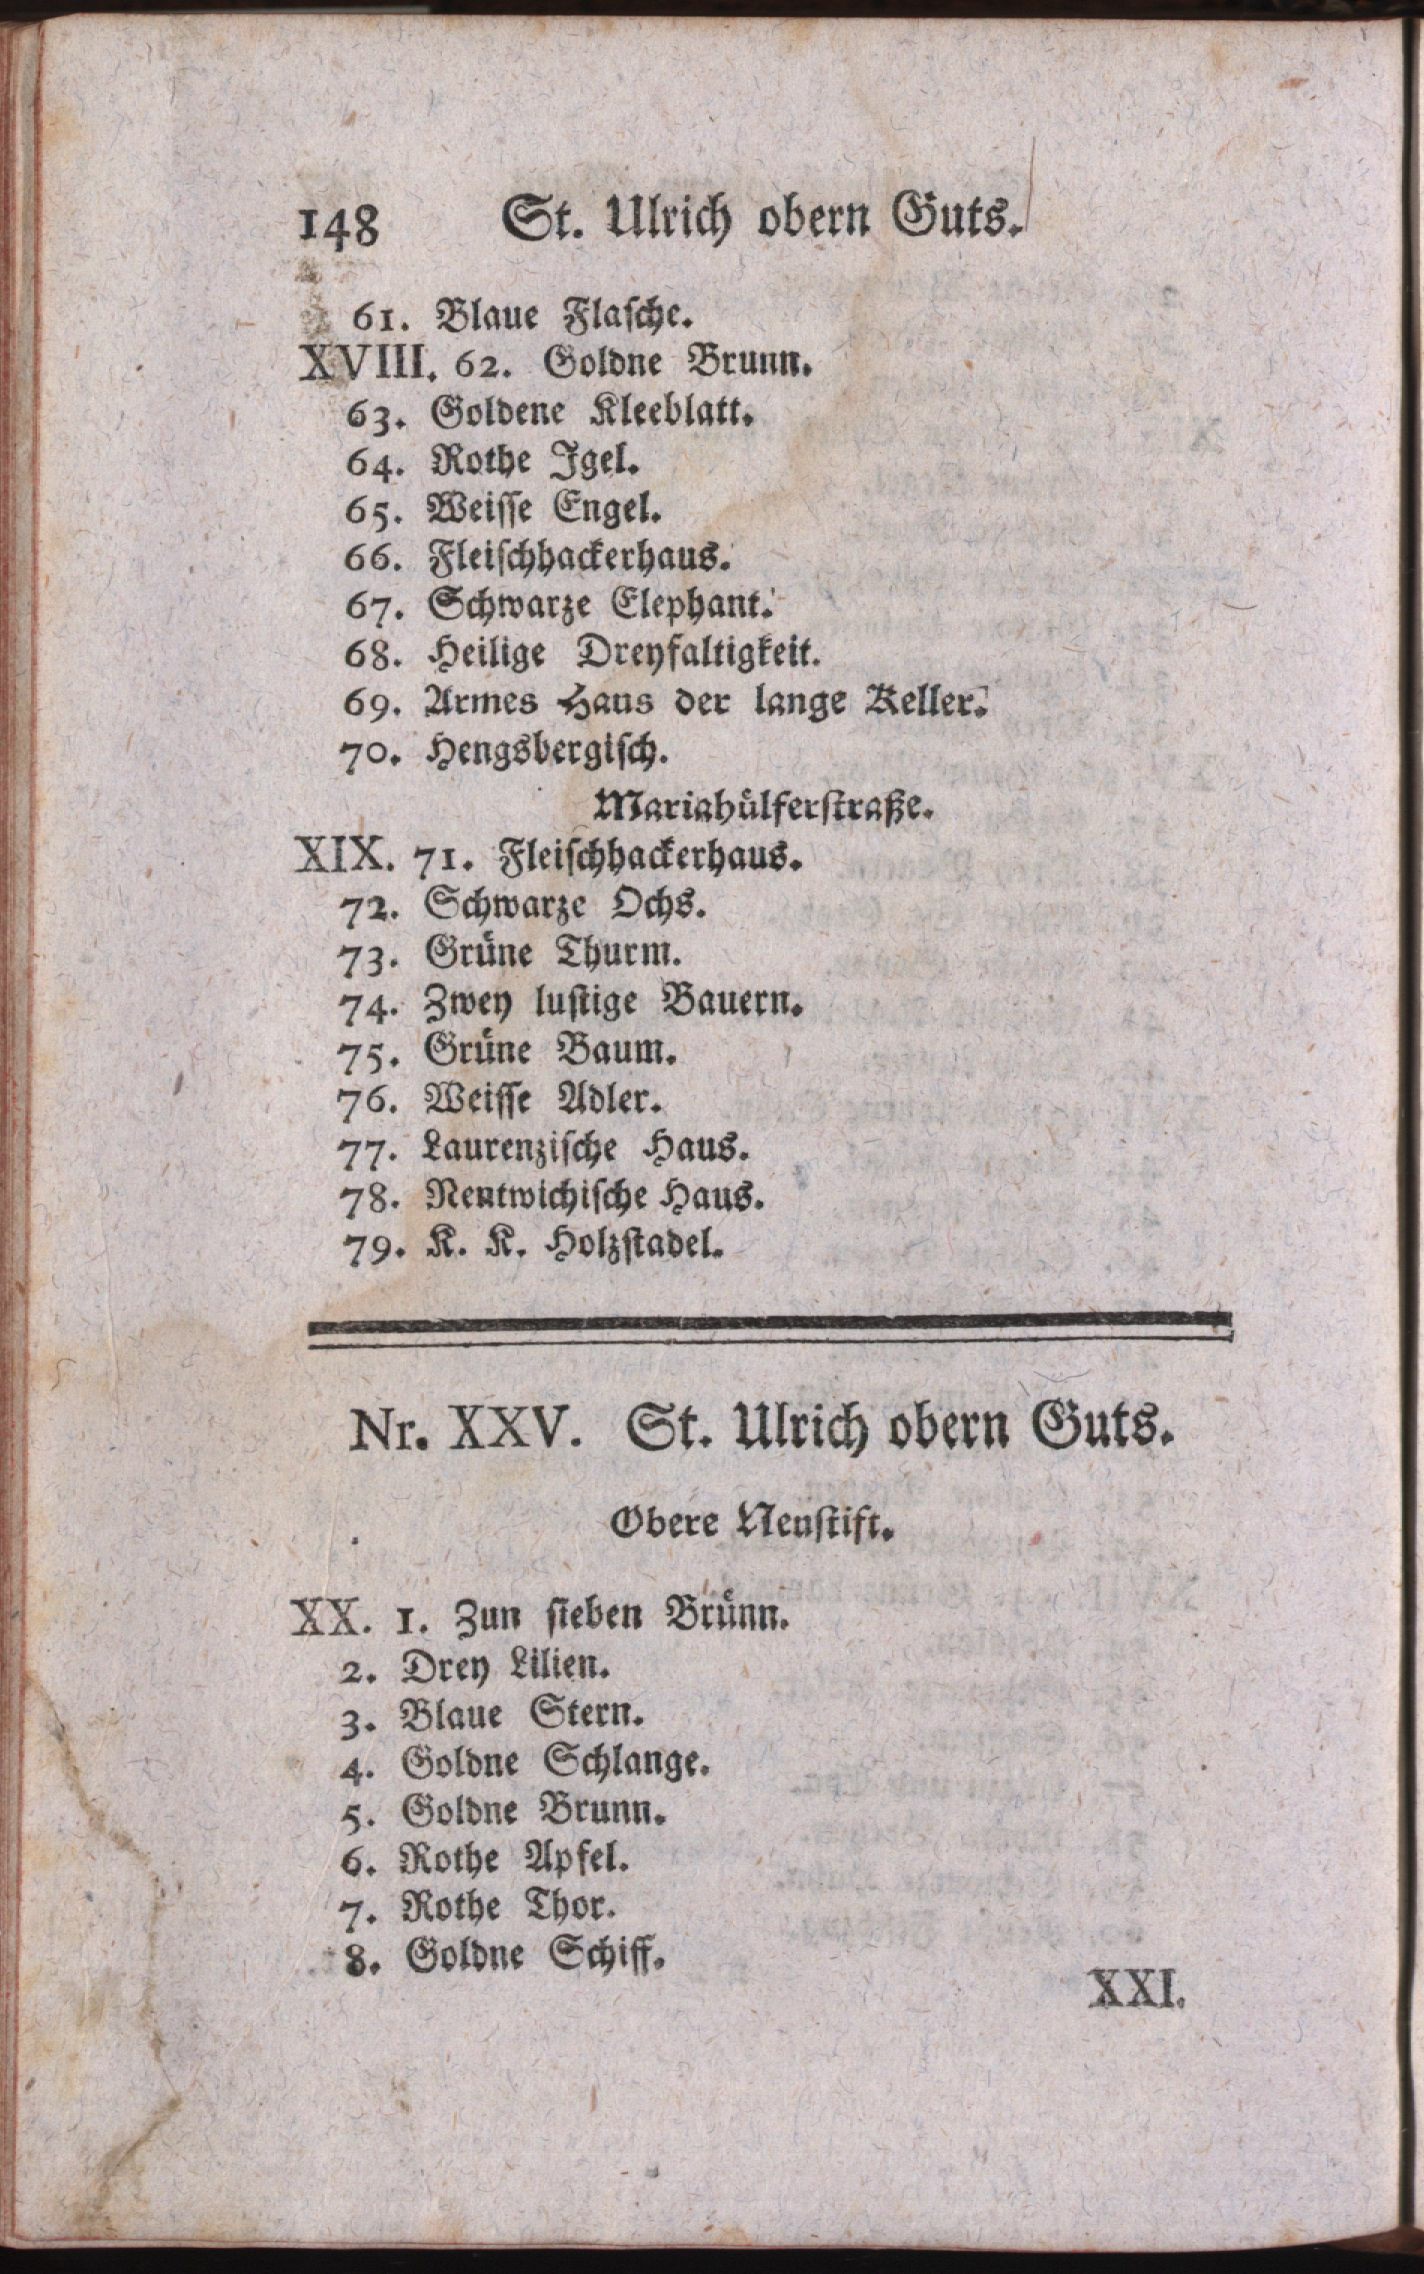 148 St. Ulrich obern Guts.
61. Blaue Flaſche.
XVIII. 62. Goldne Brunn.
63. Goldene Kleeblatt.
64. Rothe Igel.
65. Weiſſe Engel.
66. Fleiſchhackerhaus.
67. Schwarze Elephant.
68. Heilige Dreyfaltigkeit.
69. Armes Haus der lange Keller.
70. Hengsbergiſch.
Mariahülferſtraße.
XIX. 71. Fleiſchhackerhaus.
72. Schwarze Ochs.
73. Grüne Thurm.
74. Zwey luſtige Bauern.
75. Grüne Baum.
76. Weiſſe Adler.
77. Laurenziſche Haus.
78. Nentwichiſche Haus.
79. K. K. Holzſtadel.
Nr. XXV. St. Ulrich obern Guts.
Obere Neuſtift.
XX. 1. Zun ſieben Brünn.
2. Drey Lilien.
3. Blaue Stern.
4. Goldne Schlange.
5. Goldne Brunn.
6. Rothe Apfel.
7. Rothe Thor.
8. Goldne Schiff.
XXI.